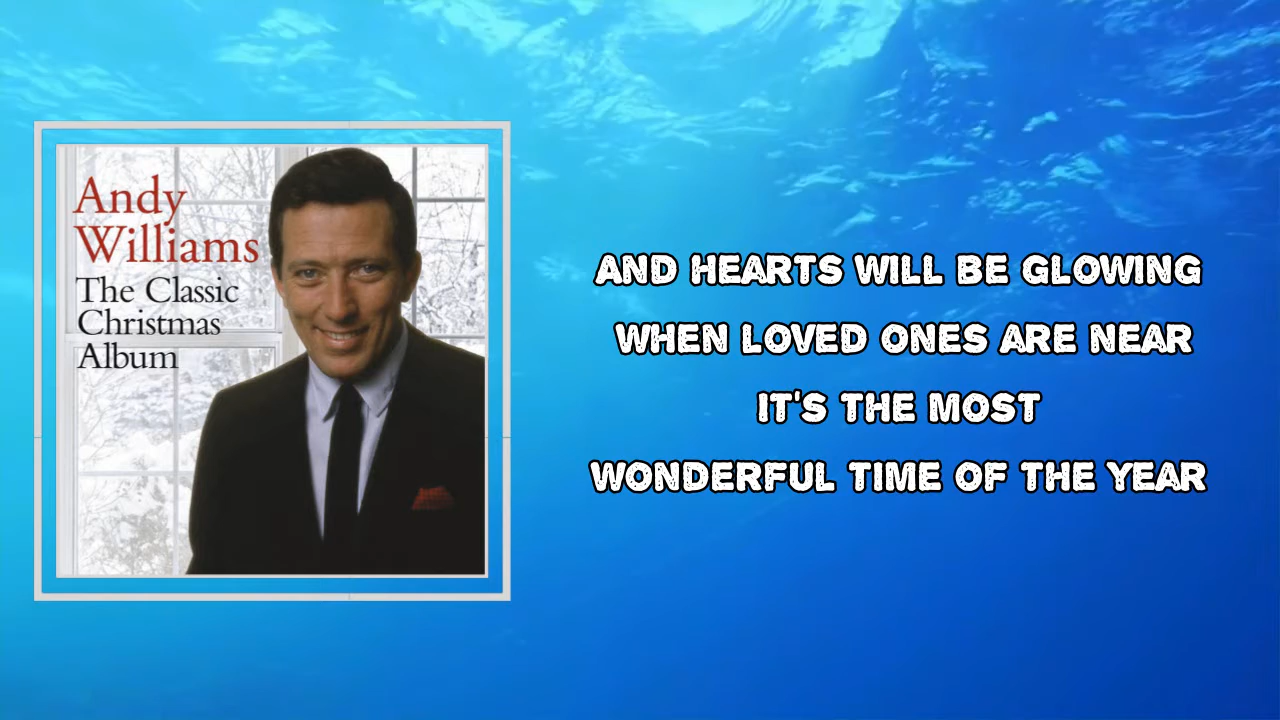 Andy
Williams
The Classic
Christmas
Album
AND HEARTS WILL BE GLOWING
WHEN LOVED ONES ARE NEAR
IT'S THE MOST
WONDERFUL TIME OF THE YEAR